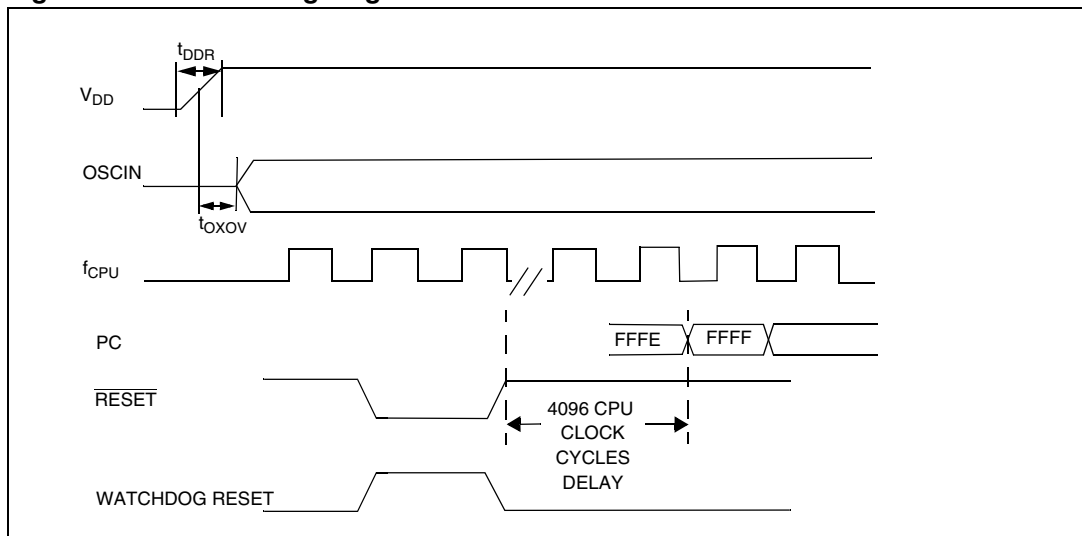 tDDR
VDD
OSCIN
tOXOV
fCPU
PC
FFFE
FFFF
RESET
4096 CPU
CLOCK
CYCLES
DELAY
WATCHDOG RESET